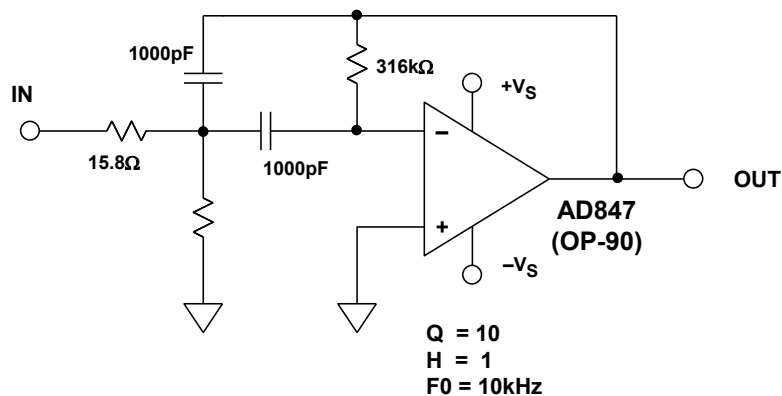 1000pF
316kΩ
IN
+VS
15.8Ω
1000pF
−
+
OUT
AD847
(OP-90)
−VS
Q = 10
H = 1
F0 = 10kHz